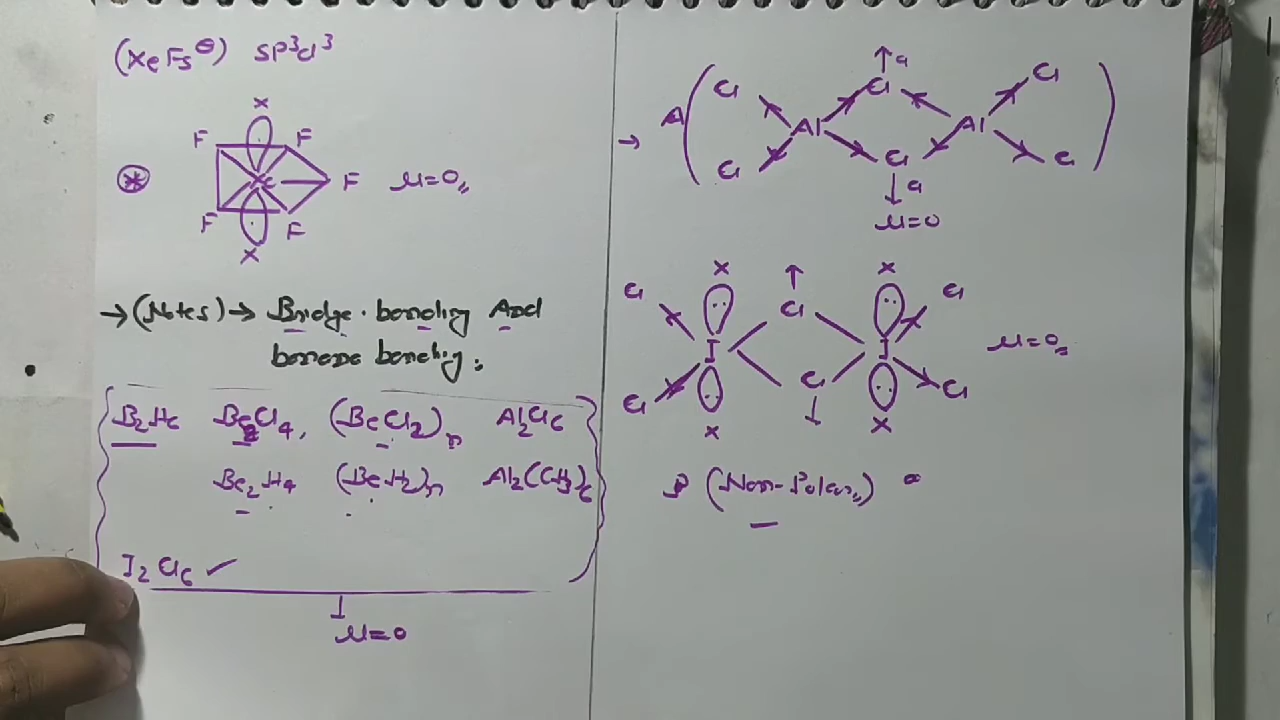 (XeF5⊖) SP³d³
X
F F
Xe F μ=0,,
F F
X
→(Notes)→ Bridge bonding And
banana bonding.
B2H6 Be2Cl4, (BeCl2)n Al2Cl6
Be2H4 (BeH2)n Al2(CH3)6
I2Cl6 ✓
μ=0
Cl Cl Cl
→ Al Al
Cl Cl Cl
μ=0
X X
Cl Cl Cl
I I μ=0,,
Cl Cl Cl
X X
(Non-Polar,,)